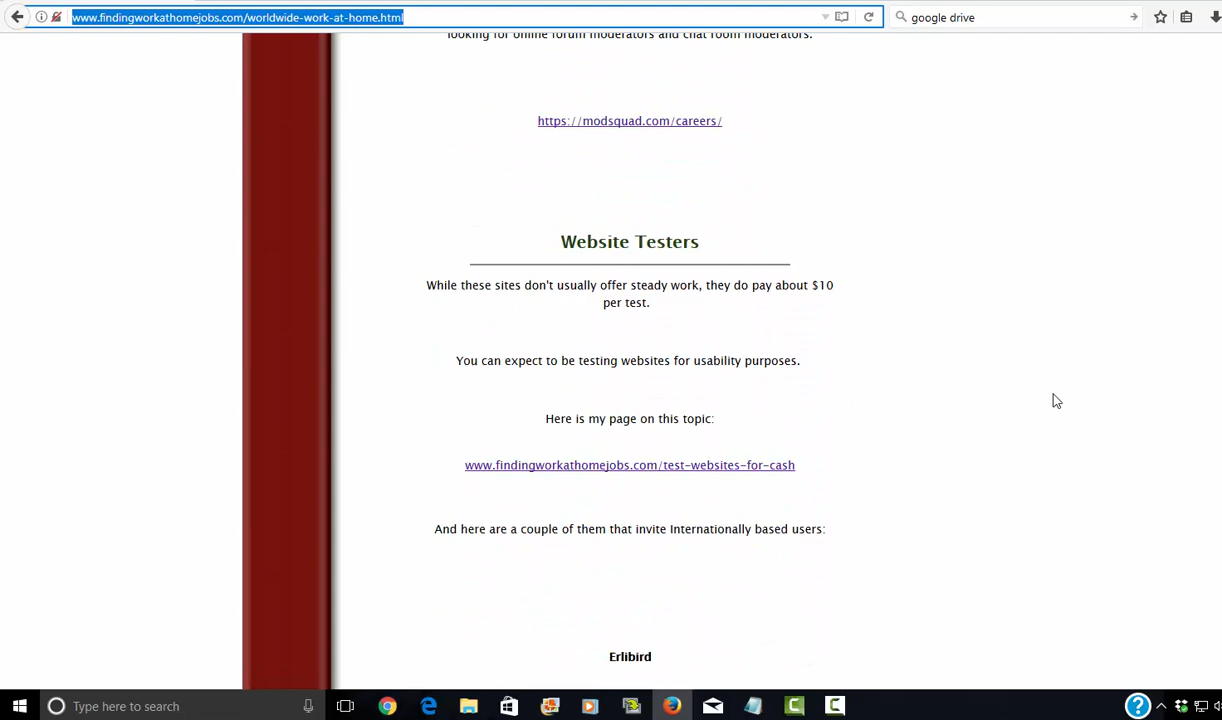 www.findingworkathomejobs.com/worldwide-work-at-home.html
google drive
looking for online forum moderators and chat room moderators.
https://modsquad.com/careers/
Website Testers
While these sites don't usually offer steady work, they do pay about $10
per test.
You can expect to be testing websites for usability purposes.
Here is my page on this topic:
www.findingworkathomejobs.com/test-websites-for-cash
And here are a couple of them that invite Internationally based users:
Erlibird
Type here to search